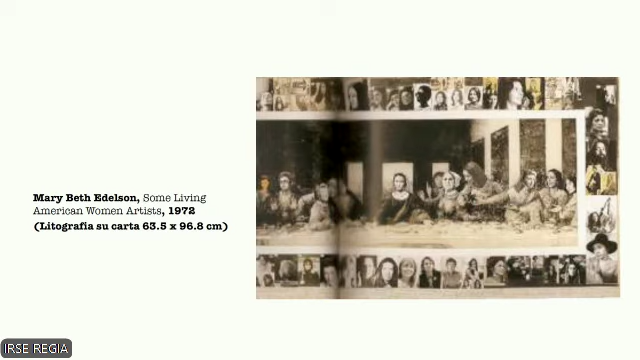 Mary Beth Edelson, Some Living
American Women Artists, 1972
(Litografia su carta 63.5 x 96.8 cm)
IRSE REGIA